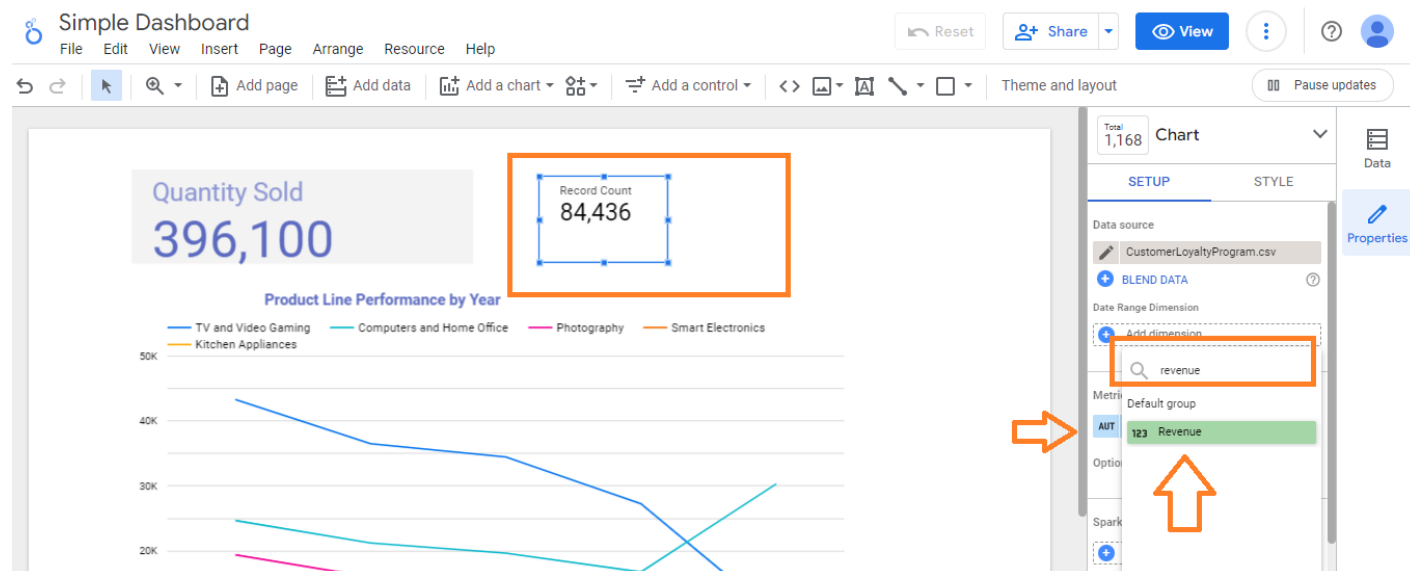 Simple Dashboard
File Edit View Insert Page Arrange Resource Help
Reset Share View
Add page Add data Add a chart Add a control Theme and layout Pause updates
Quantity Sold
396,100
Record Count
84,436
Product Line Performance by Year
TV and Video Gaming Computers and Home Office Photography Smart Electronics
Kitchen Appliances
50K
40K
30K
20K
Total
1,168
Chart
SETUP STYLE
Data source
CustomerLoyaltyProgram.csv
BLEND DATA
Date Range Dimension
Add dimension
revenue
Metri
Default group
AUT
123 Revenue
Optio
Spark
Data
Properties